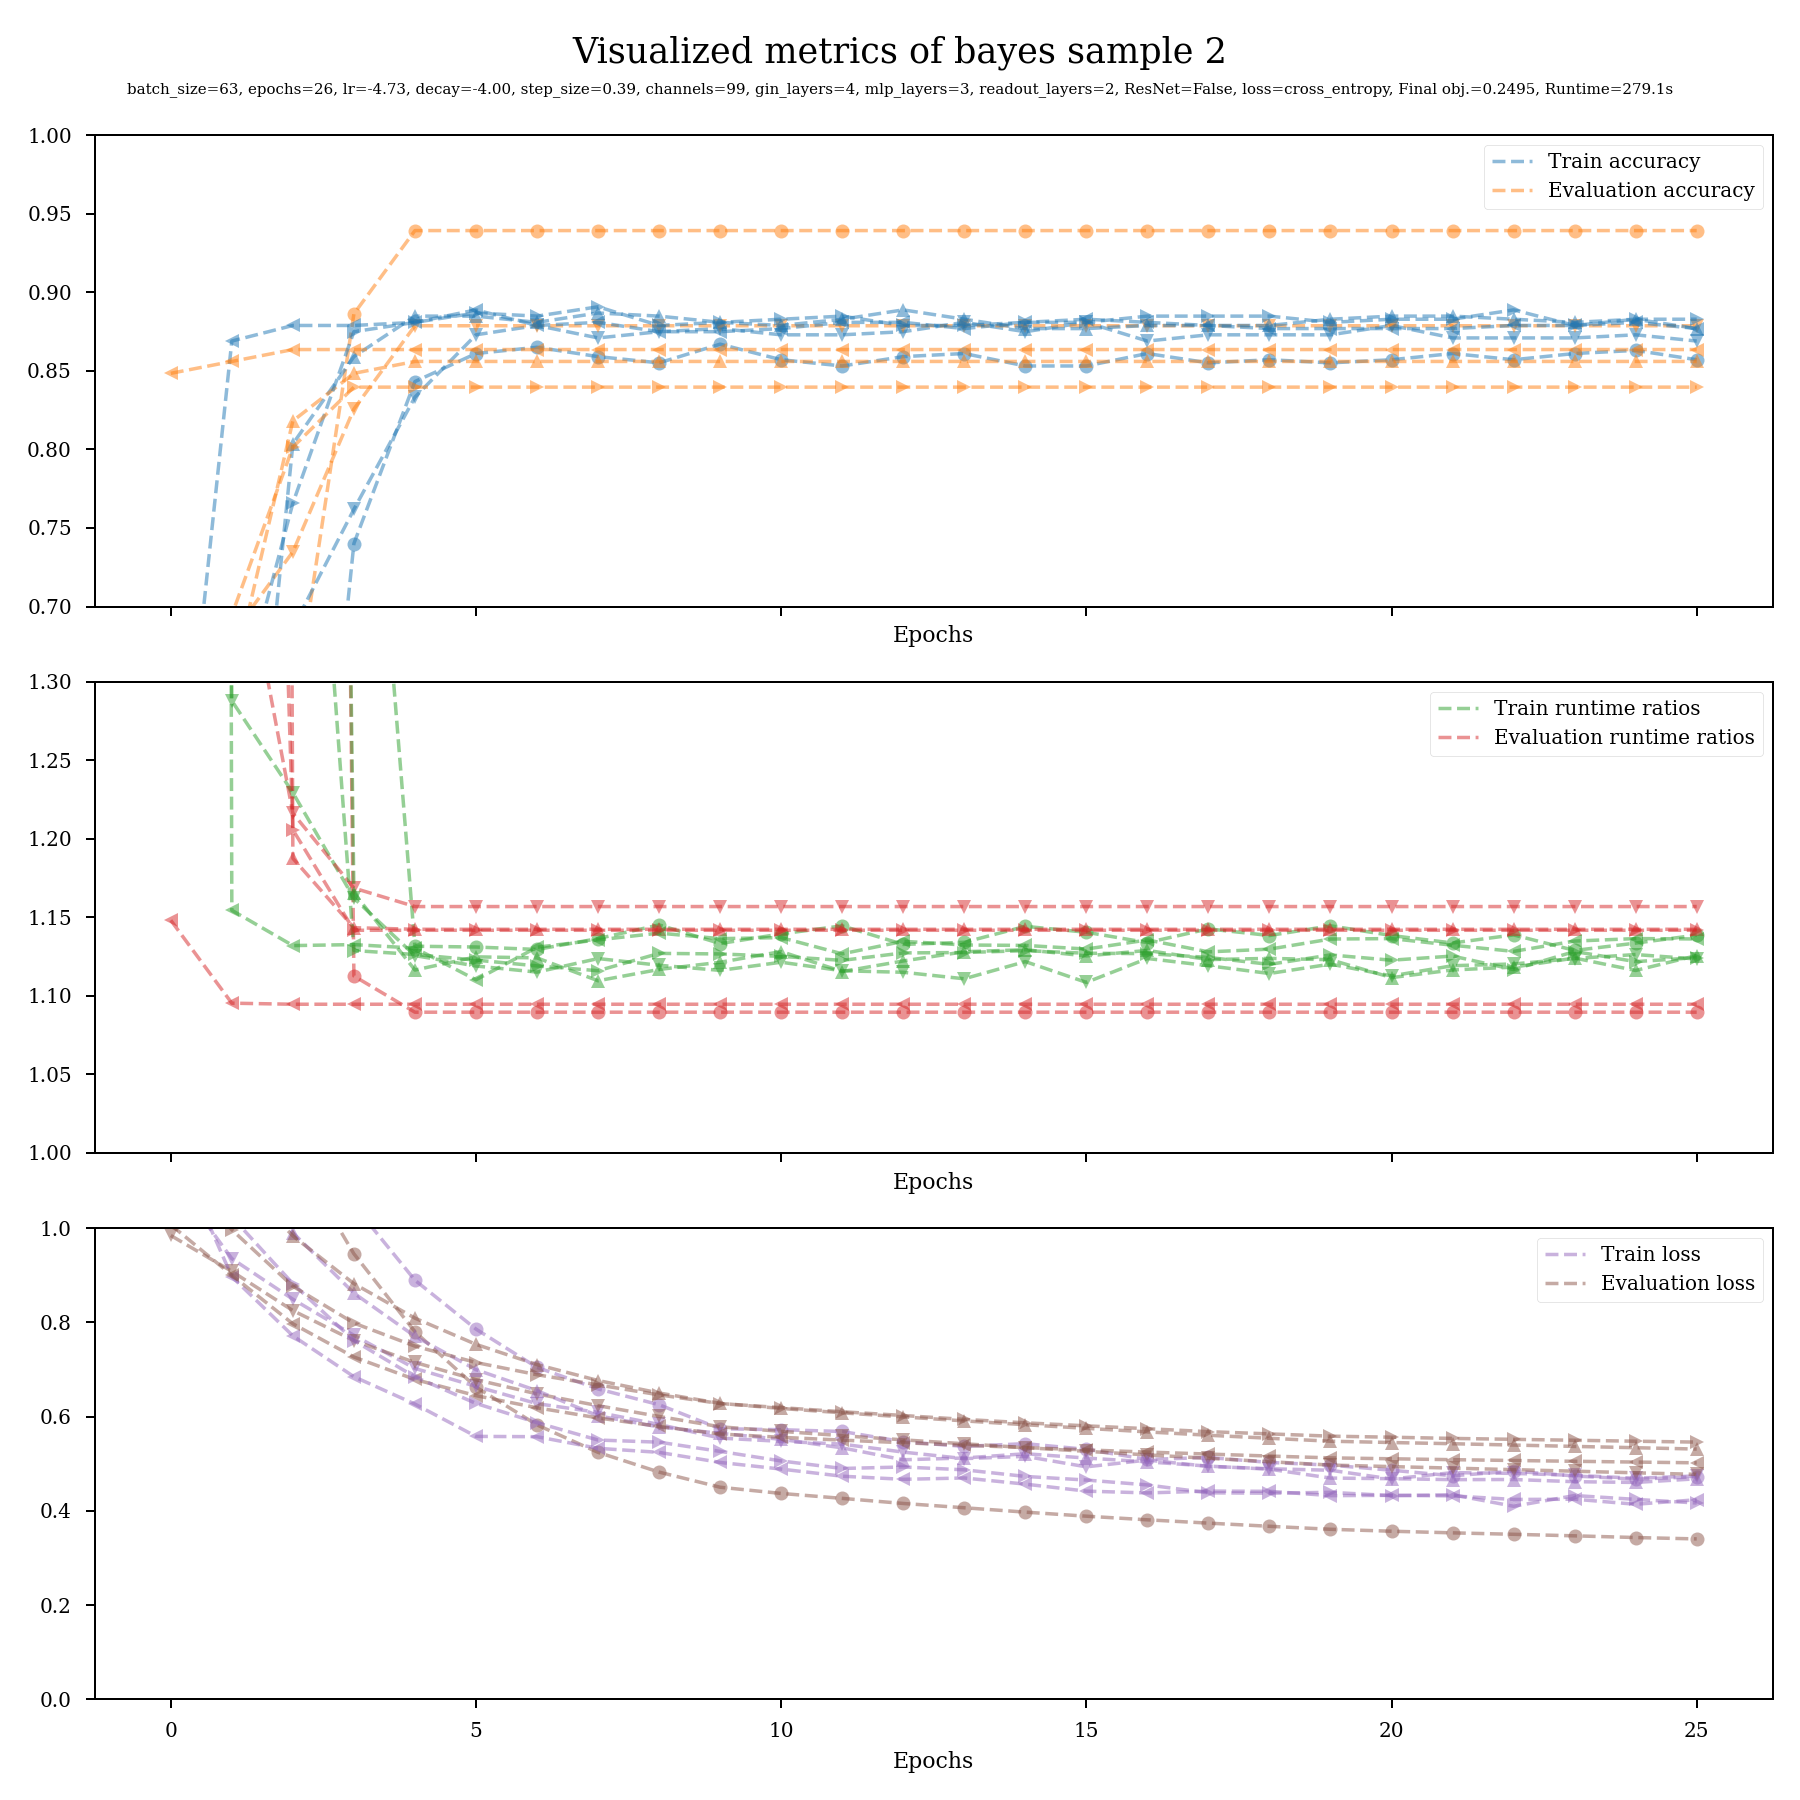 Visualized metrics of bayes sample 2
batch_size=63, epochs=26, lr=-4.73, decay=-4.00, step_size=0.39, channels=99, gin_layers=4, mlp_layers=3, readout_layers=2, ResNet=False, loss=cross_entropy, Final obj.=0.2495, Runtime=279.1s
1.00
0.95
0.90
0.85
0.80
0.75
0.70
Train accuracy
Evaluation accuracy
Epochs
1.30
1.25
1.20
1.15
1.10
1.05
1.00
Train runtime ratios
Evaluation runtime ratios
Epochs
1.0
0.8
0.6
0.4
0.2
0.0
Train loss
Evaluation loss
0 5 10 15 20 25
Epochs